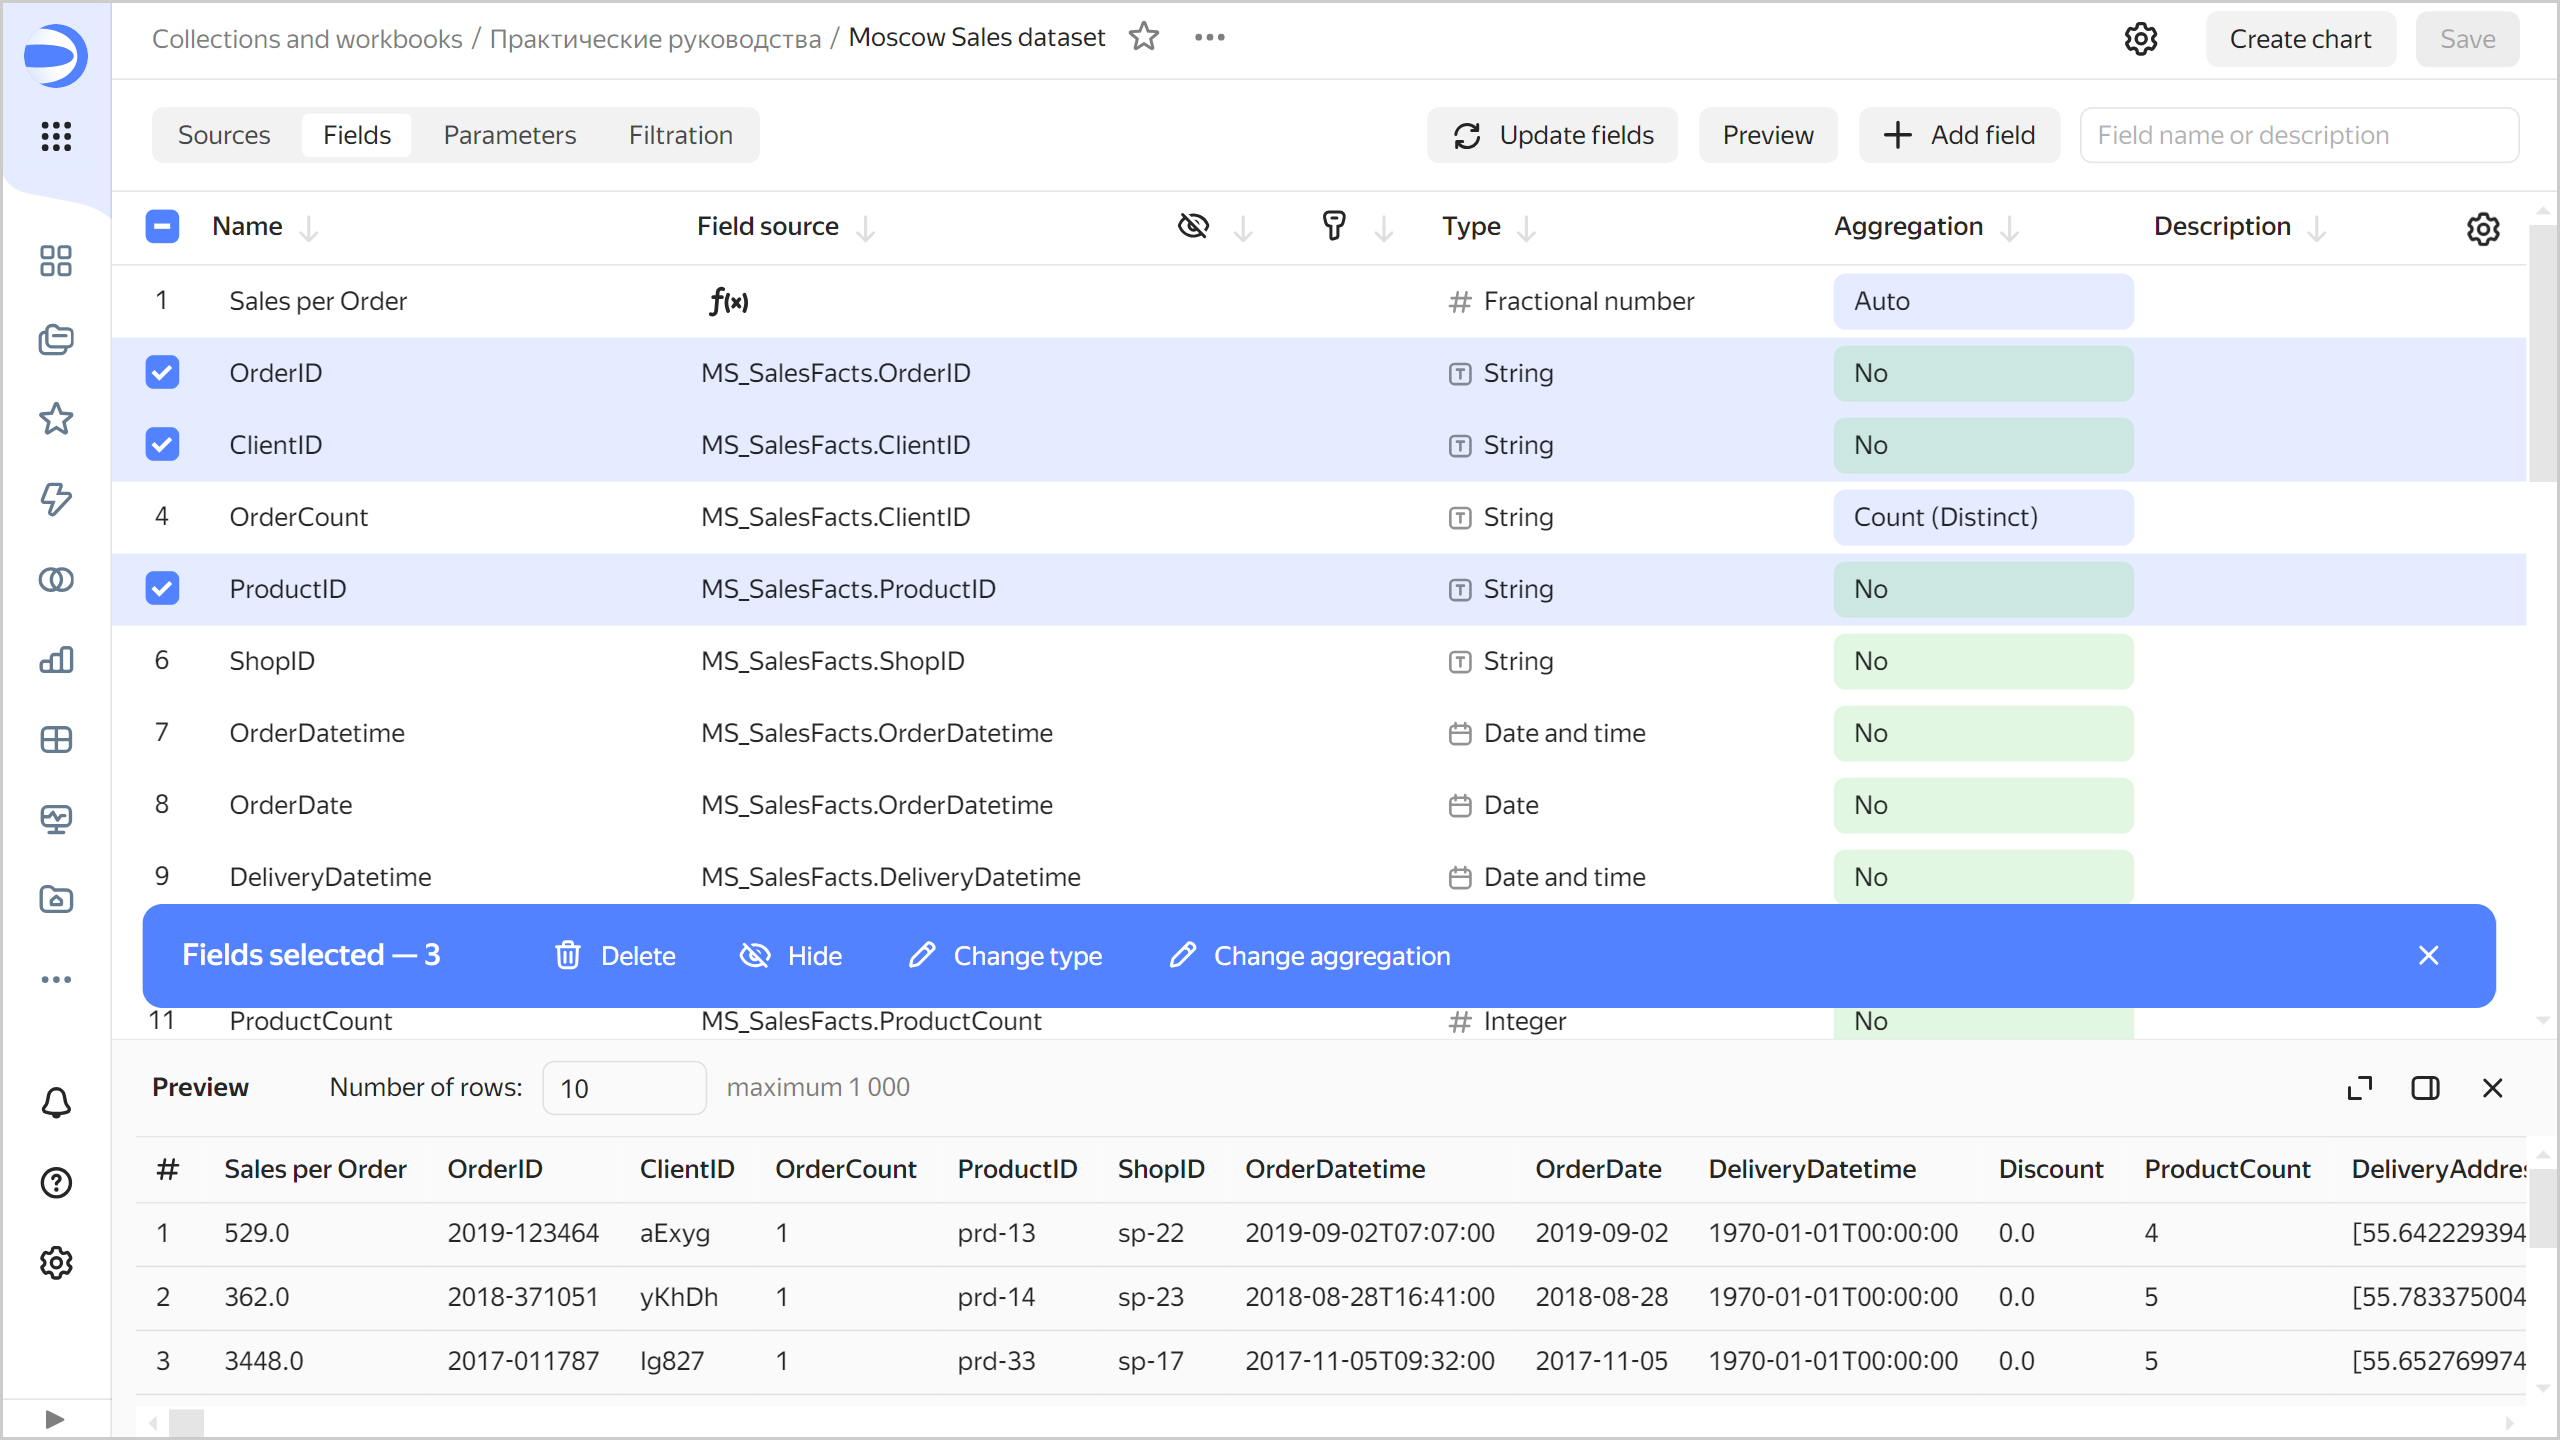 Collections and workbooks / Практические руководства / Moscow Sales dataset
Create chart
Save
Sources Fields Parameters Filtration
Update fields
Preview
Add field
Field name or description
Name Field source Type Aggregation Description
1 Sales per Order f(x) # Fractional number Auto
OrderID MS_SalesFacts.OrderID String No
ClientID MS_SalesFacts.ClientID String No
4 OrderCount MS_SalesFacts.ClientID String Count (Distinct)
ProductID MS_SalesFacts.ProductID String No
6 ShopID MS_SalesFacts.ShopID String No
7 OrderDatetime MS_SalesFacts.OrderDatetime Date and time No
8 OrderDate MS_SalesFacts.OrderDatetime Date No
9 DeliveryDatetime MS_SalesFacts.DeliveryDatetime Date and time No
Fields selected — 3 Delete Hide Change type Change aggregation
11 ProductCount MS_SalesFacts.ProductCount # Integer No
Preview Number of rows: 10 maximum 1 000
# Sales per Order OrderID ClientID OrderCount ProductID ShopID OrderDatetime OrderDate DeliveryDatetime Discount ProductCount DeliveryAddres
1 529.0 2019-123464 aExyg 1 prd-13 sp-22 2019-09-02T07:07:00 2019-09-02 1970-01-01T00:00:00 0.0 4 [55.642229394
2 362.0 2018-371051 yKhDh 1 prd-14 sp-23 2018-08-28T16:41:00 2018-08-28 1970-01-01T00:00:00 0.0 5 [55.783375004
3 3448.0 2017-011787 Ig827 1 prd-33 sp-17 2017-11-05T09:32:00 2017-11-05 1970-01-01T00:00:00 0.0 5 [55.652769974